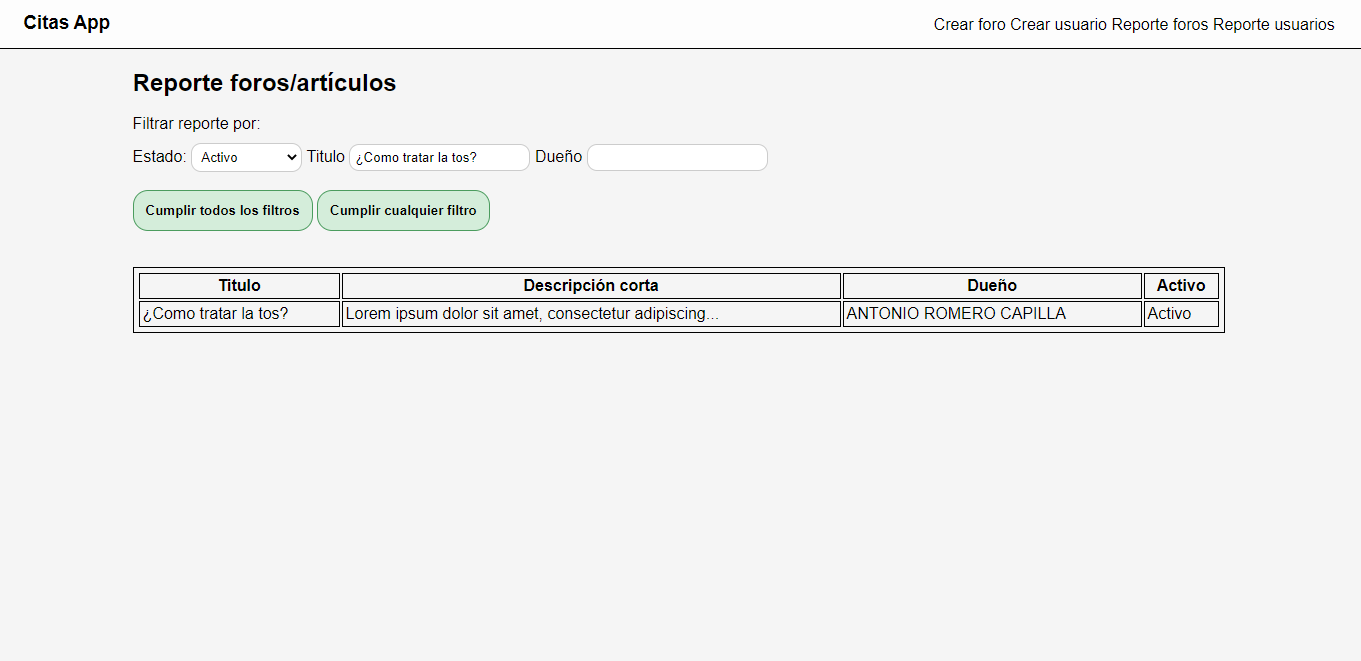 Citas App
Crear foro Crear usuario Reporte foros Reporte usuarios
Reporte foros/artículos
Filtrar reporte por:
Estado: Activo Titulo ¿Como tratar la tos? Dueño
Cumplir todos los filtros Cumplir cualquier filtro
Titulo Descripción corta Dueño Activo
¿Como tratar la tos? Lorem ipsum dolor sit amet, consectetur adipiscing... ANTONIO ROMERO CAPILLA Activo